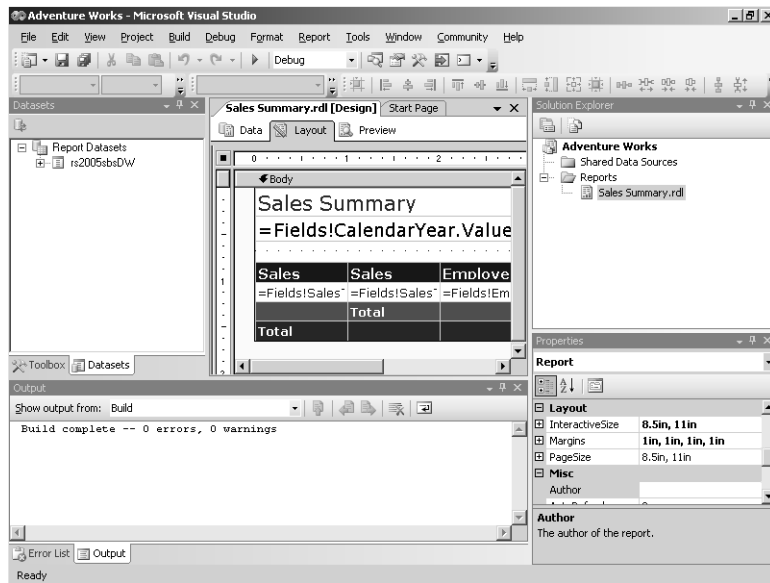 Adventure Works - Microsoft Visual Studio
File Edit View Project Build Debug Format Report Tools Window Community Help
Debug
Datasets
Report Datasets
rs2005sbsDW
Toolbox Datasets
Sales Summary.rdl [Design] Start Page
Data Layout Preview
0 1 2
Body
Sales Summary
=Fields!CalendarYear.Value
1
Sales Sales Employe
=Fields!Sales =Fields!Sales =Fields!Em
Total
Total
2
Solution Explorer
Adventure Works
Shared Data Sources
Reports
Sales Summary.rdl
Properties
Report
Layout
InteractiveSize 8.5in, 11in
Margins 1in, 1in, 1in, 1in
PageSize 8.5in, 11in
Misc
Author
Author
The author of the report.
Output
Show output from: Build
Build complete -- 0 errors, 0 warnings
Error List Output
Ready